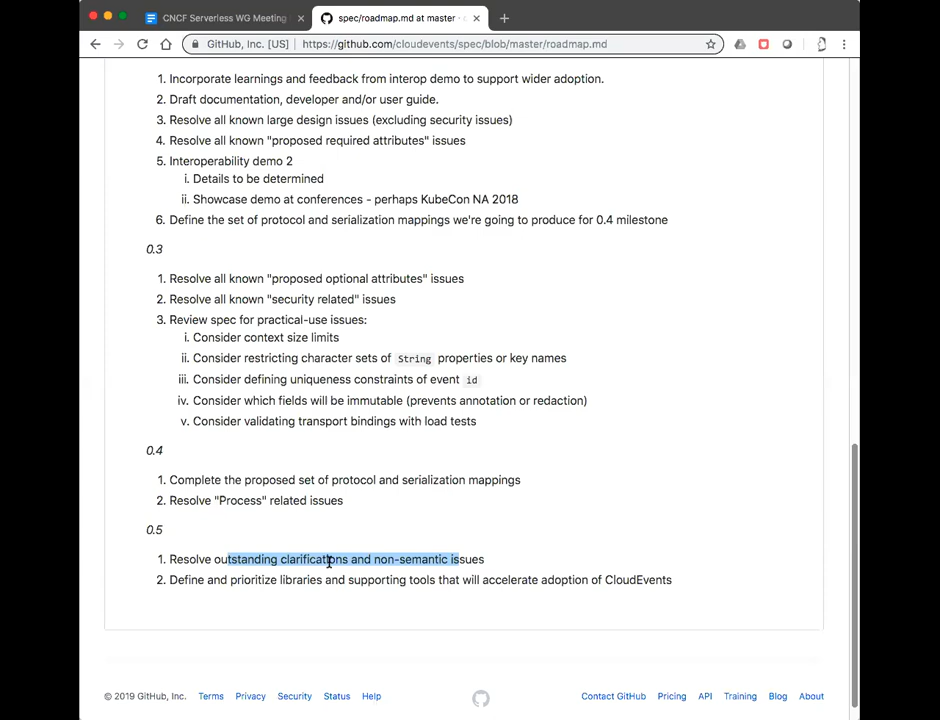 CNCF Serverless WG Meeting
spec/roadmap.md at master · c
GitHub, Inc. [US]
https://github.com/cloudevents/spec/blob/master/roadmap.md
1. Incorporate learnings and feedback from interop demo to support wider adoption.
2. Draft documentation, developer and/or user guide.
3. Resolve all known large design issues (excluding security issues)
4. Resolve all known "proposed required attributes" issues
5. Interoperability demo 2
i. Details to be determined
ii. Showcase demo at conferences - perhaps KubeCon NA 2018
6. Define the set of protocol and serialization mappings we're going to produce for 0.4 milestone
0.3
1. Resolve all known "proposed optional attributes" issues
2. Resolve all known "security related" issues
3. Review spec for practical-use issues:
i. Consider context size limits
ii. Consider restricting character sets of String properties or key names
iii. Consider defining uniqueness constraints of event id
iv. Consider which fields will be immutable (prevents annotation or redaction)
v. Consider validating transport bindings with load tests
0.4
1. Complete the proposed set of protocol and serialization mappings
2. Resolve "Process" related issues
0.5
1. Resolve outstanding clarifications and non-semantic issues
2. Define and prioritize libraries and supporting tools that will accelerate adoption of CloudEvents
© 2019 GitHub, Inc. Terms Privacy Security Status Help Contact GitHub Pricing API Training Blog About